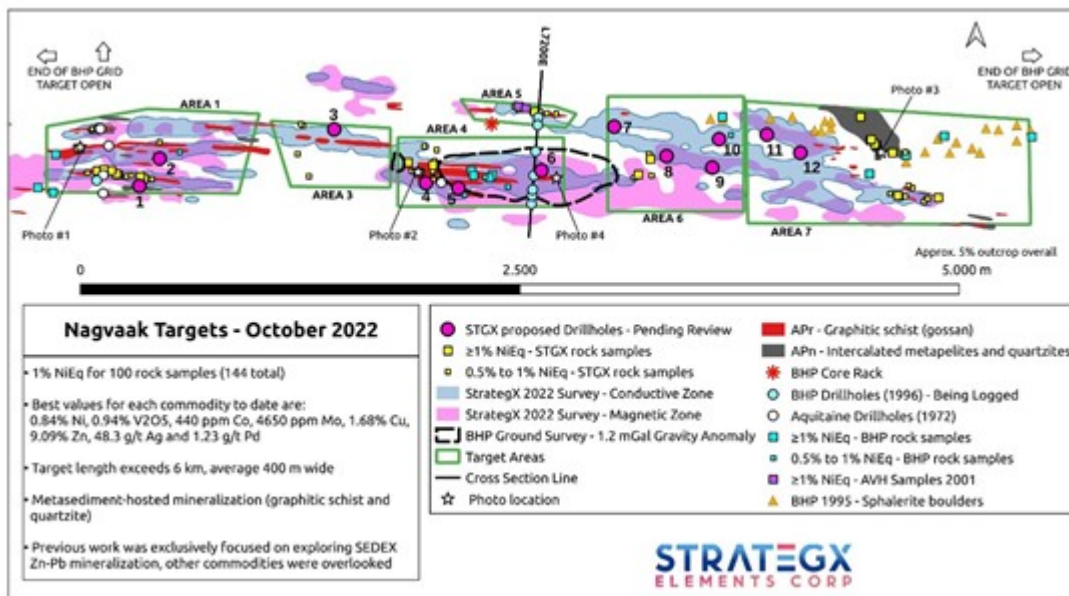 END OF BHP GRID
TARGET OPEN
AREA 1
3
AREA 5
L7200E
AREA 4
7
Photo #3
END OF BHP GRID
TARGET OPEN
2
1
AREA 3
4
5
6
8
9
10
11
12
AREA 6
AREA 7
Photo #1
Photo #2
Photo #4
Approx. 5% outcrop overall
0
2.500
5.000 m
Nagvaak Targets - October 2022
• 1% NiEq for 100 rock samples (144 total)
• Best values for each commodity to date are:
0.84% Ni, 0.94% V2O5, 440 ppm Co, 4650 ppm Mo, 1.68% Cu,
9.09% Zn, 48.3 g/t Ag and 1.23 g/t Pd
• Target length exceeds 6 km, average 400 m wide
• Metasediment-hosted mineralization (graphitic schist and
quartzite)
• Previous work was exclusively focused on exploring SEDEX
Zn-Pb mineralization, other commodities were overlooked
STGX proposed Drillholes - Pending Review
≥1% NiEq - STGX rock samples
0.5% to 1% NiEq - STGX rock samples
StrategX 2022 Survey - Conductive Zone
StrategX 2022 Survey - Magnetic Zone
BHP Ground Survey - 1.2 mGal Gravity Anomaly
Target Areas
Cross Section Line
Photo location
APr - Graphitic schist (gossan)
APn - Intercalated metapelites and quartzites
BHP Core Rack
BHP Drillholes (1996) - Being Logged
Aquitaine Drillholes (1972)
≥1% NiEq - BHP rock samples
0.5% to 1% NiEq - BHP rock samples
≥1% NiEq - AVH Samples 2001
BHP 1995 - Sphalerite boulders
STRATEGX
ELEMENTS CORP